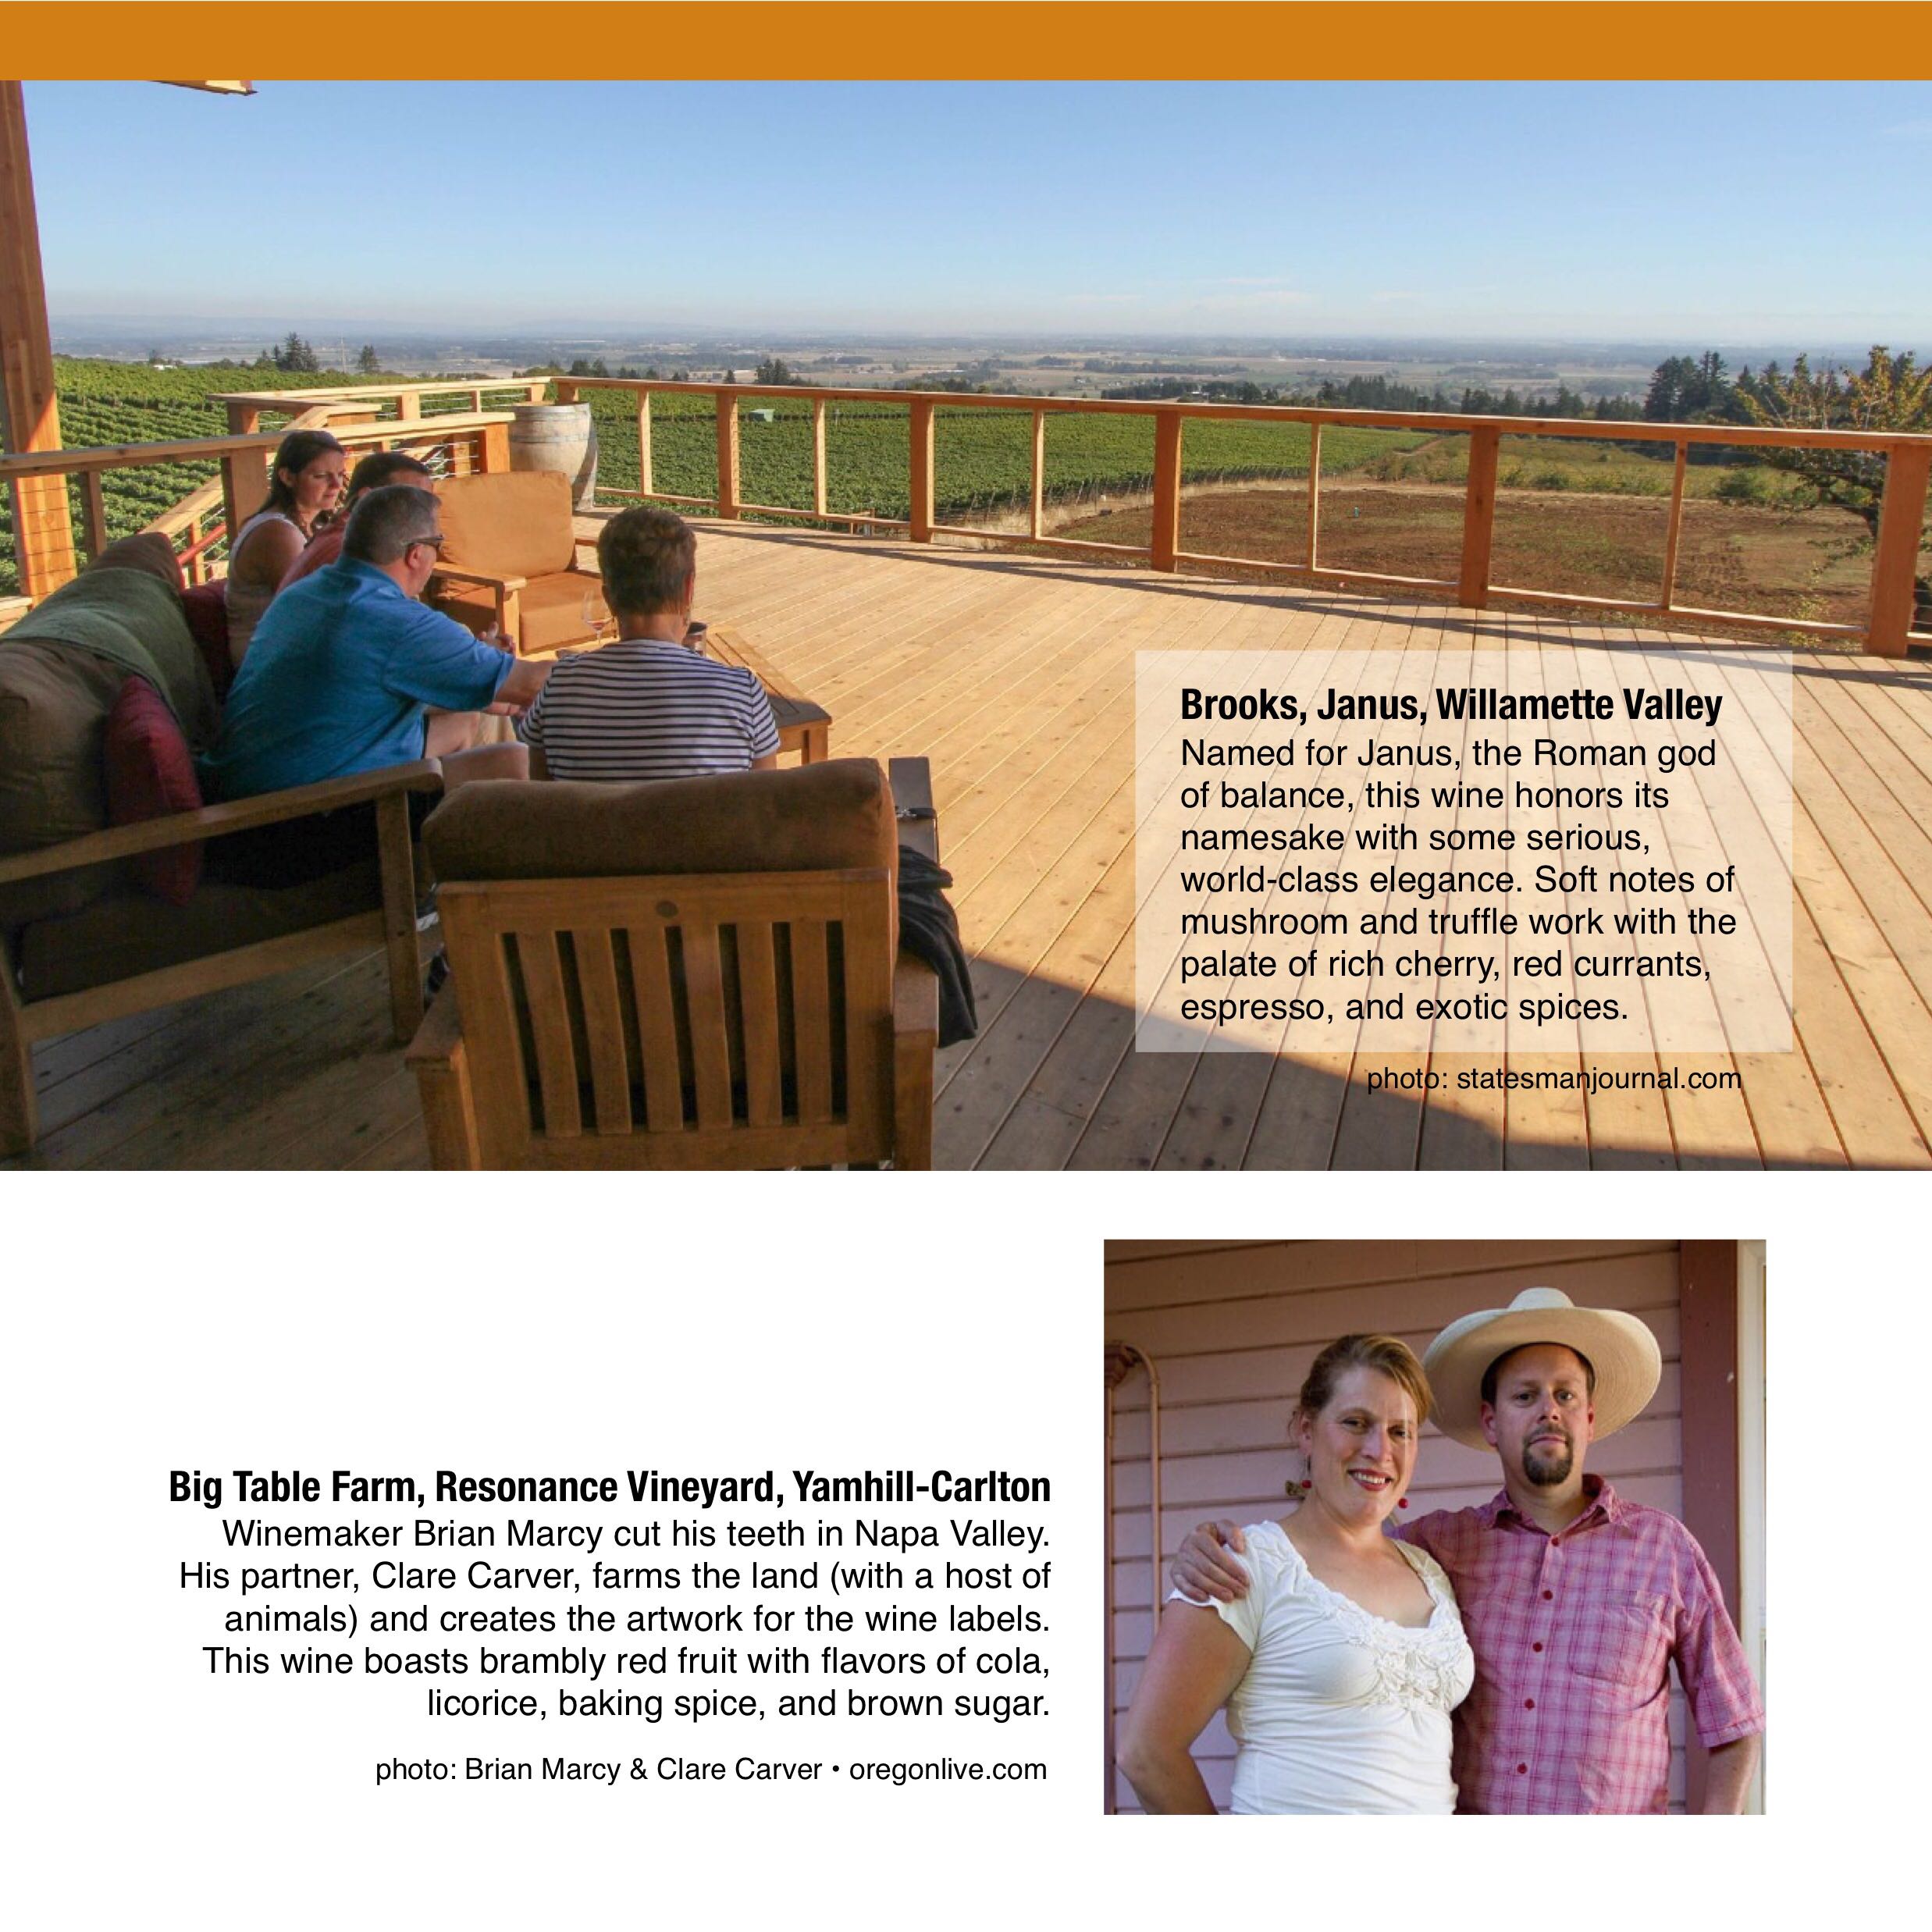 Brooks, Janus, Willamette Valley
Named for Janus, the Roman god
of balance, this wine honors its
namesake with some serious,
world-class elegance. Soft notes of
mushroom and truffle work with the
palate of rich cherry, red currants,
espresso, and exotic spices.
photo: statesmanjournal.com
Big Table Farm, Resonance Vineyard, Yamhill-Carlton
Winemaker Brian Marcy cut his teeth in Napa Valley.
His partner, Clare Carver, farms the land (with a host of
animals) and creates the artwork for the wine labels.
This wine boasts brambly red fruit with flavors of cola,
licorice, baking spice, and brown sugar.
photo: Brian Marcy & Clare Carver • oregonlive.com